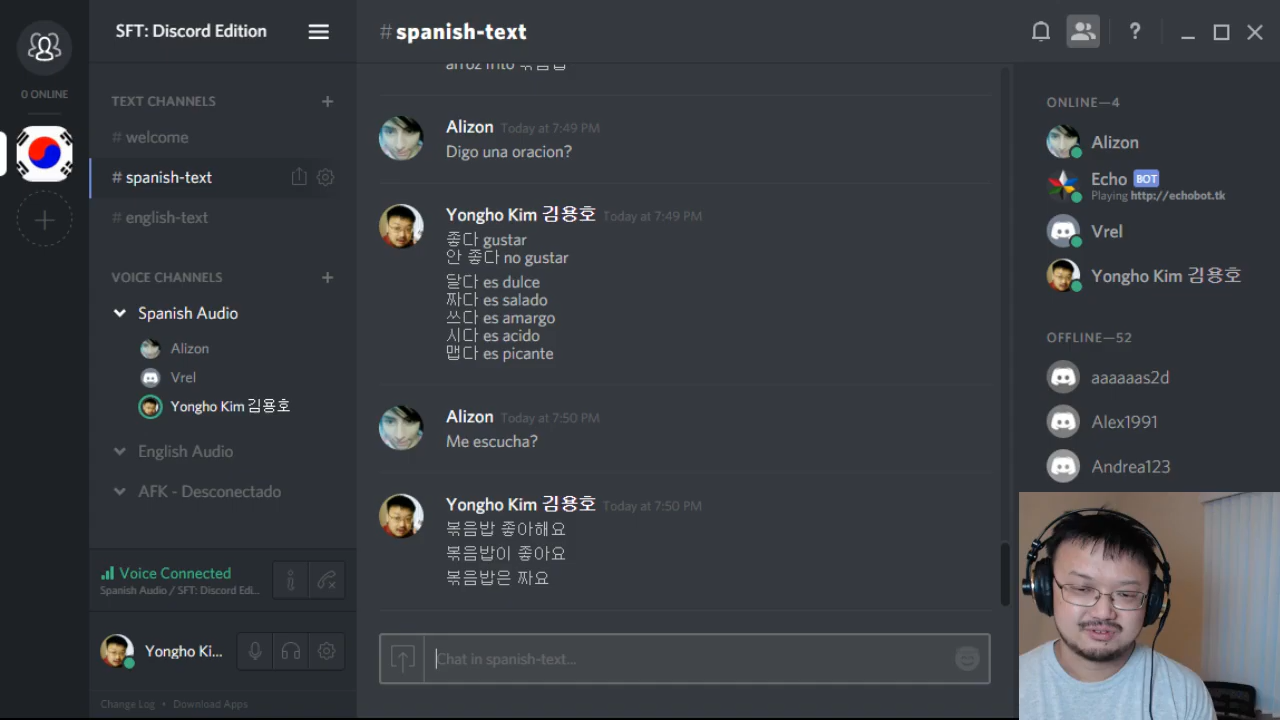 SFT: Discord Edition
0 ONLINE
TEXT CHANNELS
# welcome
# spanish-text
# english-text
VOICE CHANNELS
Spanish Audio
Alizon
Vrel
Yongho Kim 김용호
English Audio
AFK - Desconectado
Voice Connected
Spanish Audio / SFT: Discord Edi...
Yongho Ki...
Change Log • Download Apps
# spanish-text
arroz frito 볶음밥
Alizon Today at 7:49 PM
Digo una oracion?
Yongho Kim 김용호 Today at 7:49 PM
좋다 gustar
안 좋다 no gustar
달다 es dulce
짜다 es salado
쓰다 es amargo
시다 es acido
맵다 es picante
Alizon Today at 7:50 PM
Me escucha?
Yongho Kim 김용호 Today at 7:50 PM
볶음밥 좋아해요
볶음밥이 좋아요
볶음밥은 짜요
Chat in spanish-text...
ONLINE—4
Alizon
Echo BOT
Playing http://echobot.tk
Vrel
Yongho Kim 김용호
OFFLINE—52
aaaaaas2d
Alex1991
Andrea123